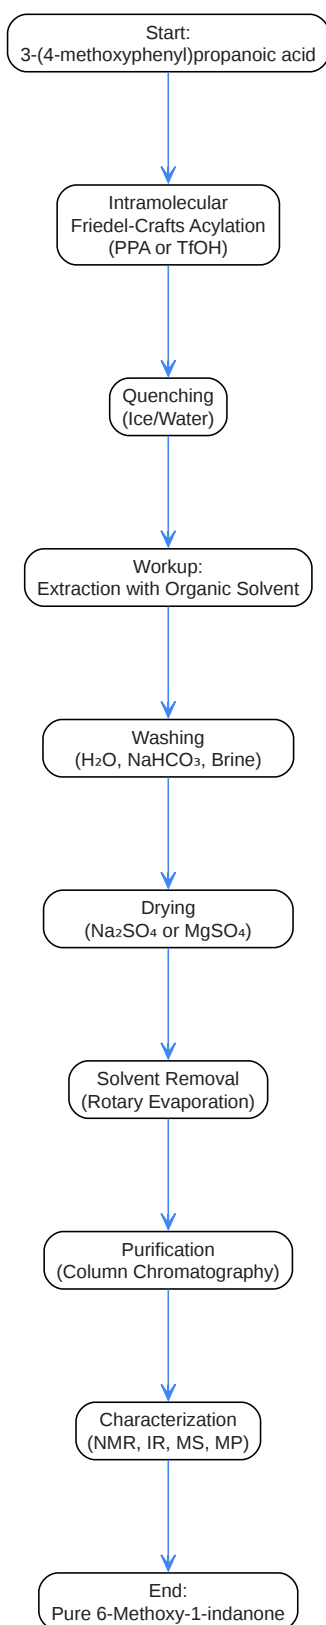 Start:
3-(4-methoxyphenyl)propanoic acid
Intramolecular
Friedel-Crafts Acylation
(PPA or TfOH)
Quenching
(Ice/Water)
Workup:
Extraction with Organic Solvent
Washing
(H₂O, NaHCO₃, Brine)
Drying
(Na₂SO₄ or MgSO₄)
Solvent Removal
(Rotary Evaporation)
Purification
(Column Chromatography)
Characterization
(NMR, IR, MS, MP)
End:
Pure 6-Methoxy-1-indanone